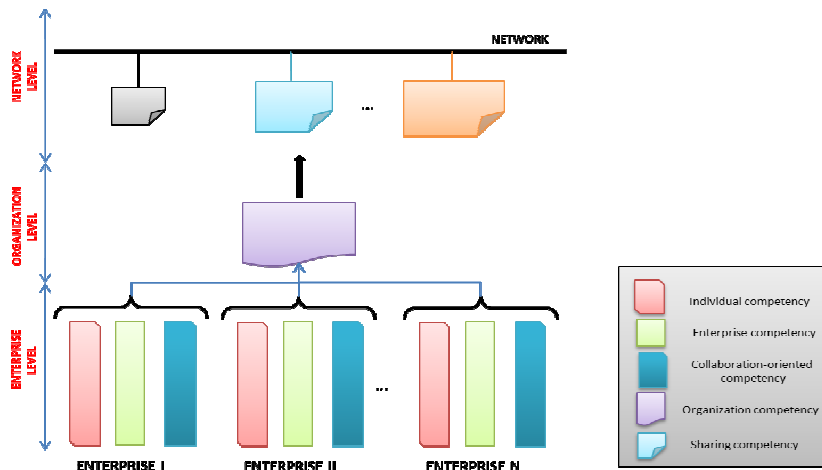 NETWORK
NETWORK
LEVEL
...
ORGANIZATION
LEVEL
ENTERPRISE
LEVEL
...
ENTERPRISE I
ENTERPRISE II
ENTERPRISE N
Individual competency
Enterprise competency
Collaboration-oriented
competency
Organization competency
Sharing competency